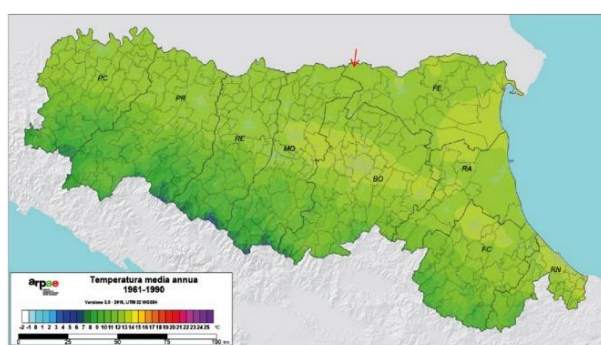 PC
PR
RE
MO
BO
FE
RA
FC
RN
arpae
Temperatura media annua
1961-1990
-2 -1 0 1 2 3 4 5 6 7 8 9 10 11 12 13 14 15 16 17 18 19 20 21 22 23 24 25 °C
0 25 50 75 100